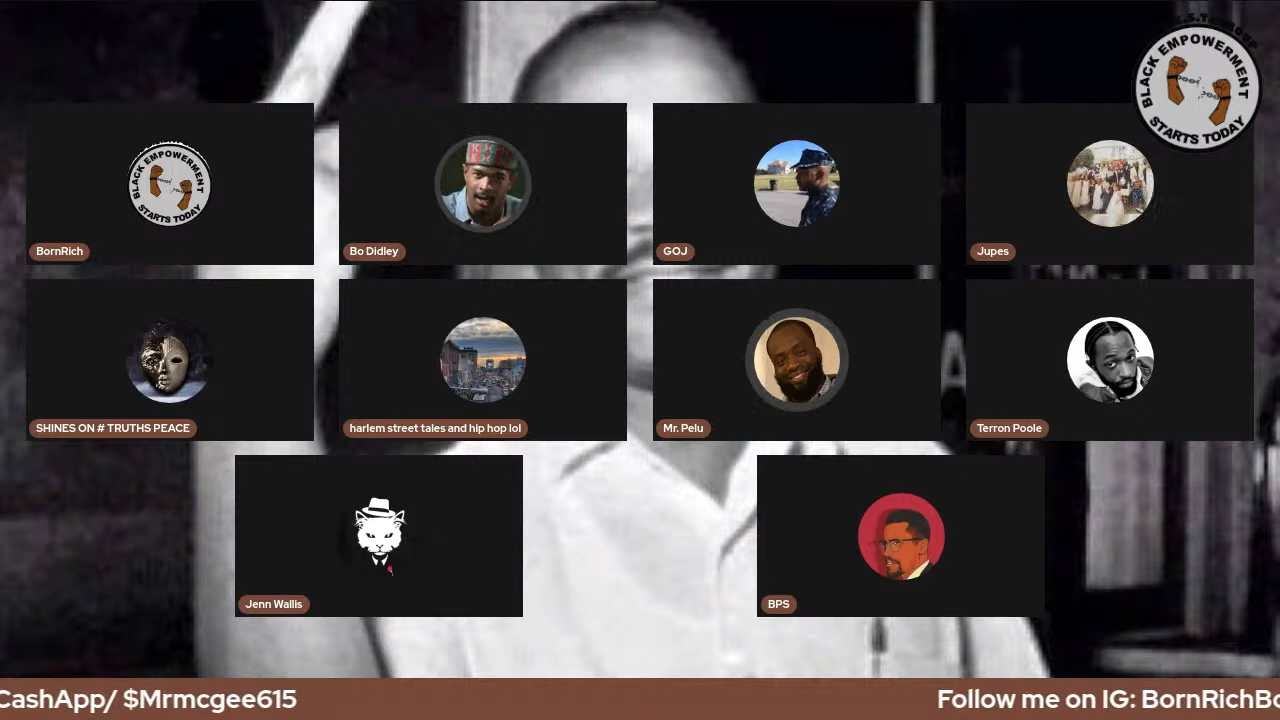 BLACK EMPOWERMENT
STARTS TODAY
BLACK EMPOWERMENT
STARTS TODAY
BornRich
Bo Didley
GOJ
Jupes
SHINES ON # TRUTHS PEACE
harlem street tales and hip hop lol
Mr. Pelu
Terron Poole
Jenn Wallis
BPS
CashApp/ $Mrmcgee615
Follow me on IG: BornRichBo